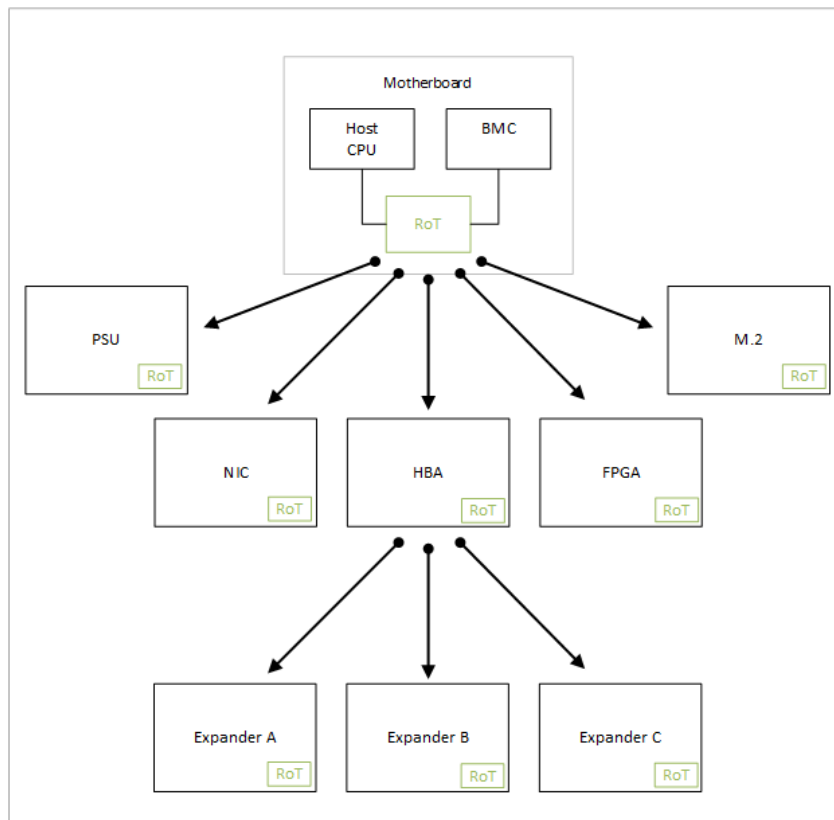 Motherboard
Host
CPU
BMC
RoT
PSU
RoT
M.2
RoT
NIC
RoT
HBA
RoT
FPGA
RoT
Expander A
RoT
Expander B
RoT
Expander C
RoT